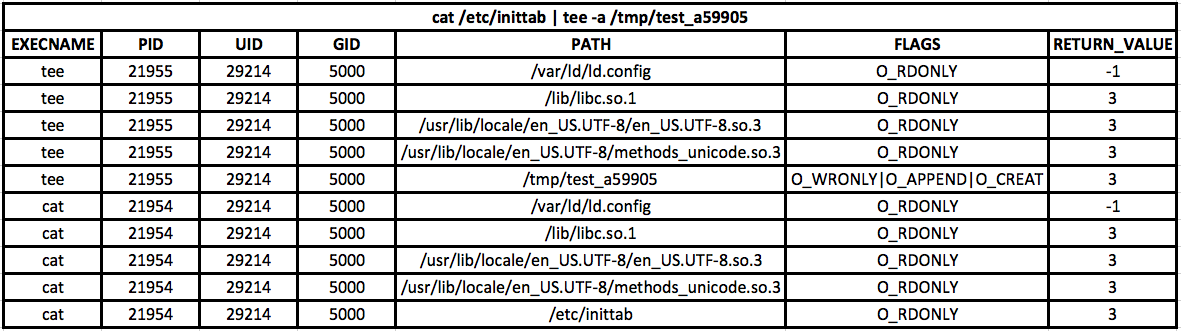 cat /etc/inittab | tee -a /tmp/test_a59905
EXECNAME PID UID GID PATH FLAGS RETURN_VALUE
tee 21955 29214 5000 /var/ld/ld.config O_RDONLY -1
tee 21955 29214 5000 /lib/libc.so.1 O_RDONLY 3
tee 21955 29214 5000 /usr/lib/locale/en_US.UTF-8/en_US.UTF-8.so.3 O_RDONLY 3
tee 21955 29214 5000 /usr/lib/locale/en_US.UTF-8/methods_unicode.so.3 O_RDONLY 3
tee 21955 29214 5000 /tmp/test_a59905 O_WRONLY|O_APPEND|O_CREAT 3
cat 21954 29214 5000 /var/ld/ld.config O_RDONLY -1
cat 21954 29214 5000 /lib/libc.so.1 O_RDONLY 3
cat 21954 29214 5000 /usr/lib/locale/en_US.UTF-8/en_US.UTF-8.so.3 O_RDONLY 3
cat 21954 29214 5000 /usr/lib/locale/en_US.UTF-8/methods_unicode.so.3 O_RDONLY 3
cat 21954 29214 5000 /etc/inittab O_RDONLY 3